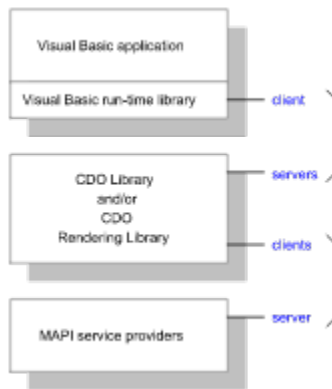 Visual Basic application
Visual Basic run-time library
client
CDO Library
and/or
CDO
Rendering Library
servers
clients
MAPI service providers
server